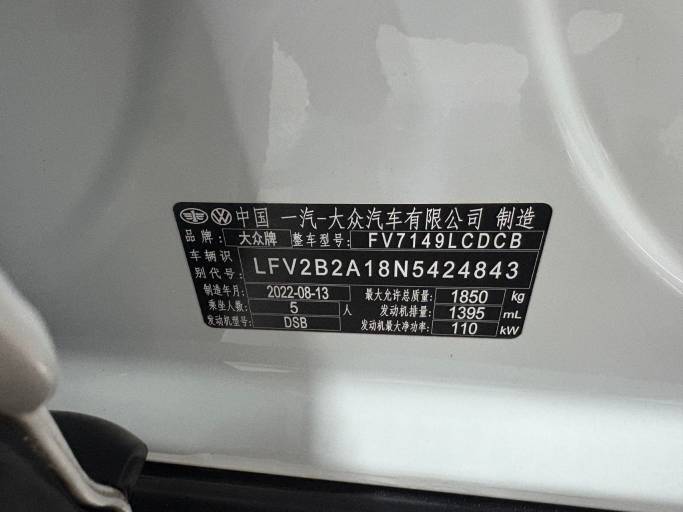 中国 一汽-大众汽车有限公司 制造
品牌: 大众牌 整车型号: FV7149LCDCB
车辆识别代号: LFV2B2A18N5424843
制造年月: 2022-08-13 最大允许总质量: 1850 kg
乘坐人数: 5 人 发动机排量: 1395 mL
发动机型号: DSB 发动机最大净功率: 110 kW